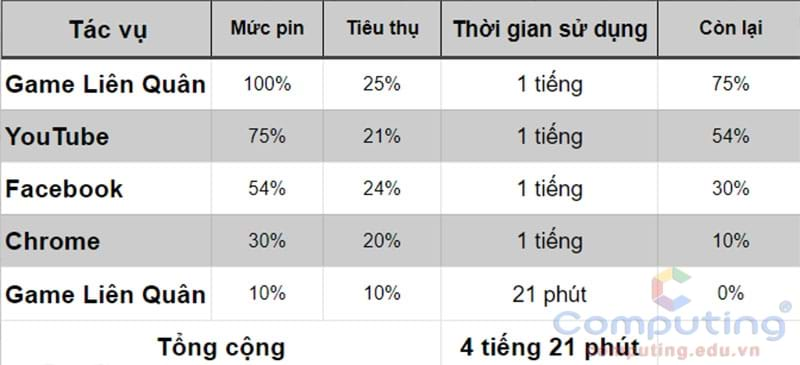 Tác vụ Mức pin Tiêu thụ Thời gian sử dụng Còn lại
Game Liên Quân 100% 25% 1 tiếng 75%
YouTube 75% 21% 1 tiếng 54%
Facebook 54% 24% 1 tiếng 30%
Chrome 30% 20% 1 tiếng 10%
Game Liên Quân 10% 10% 21 phút 0%
Tổng cộng 4 tiếng 21 phút
Computing®
computing.edu.vn